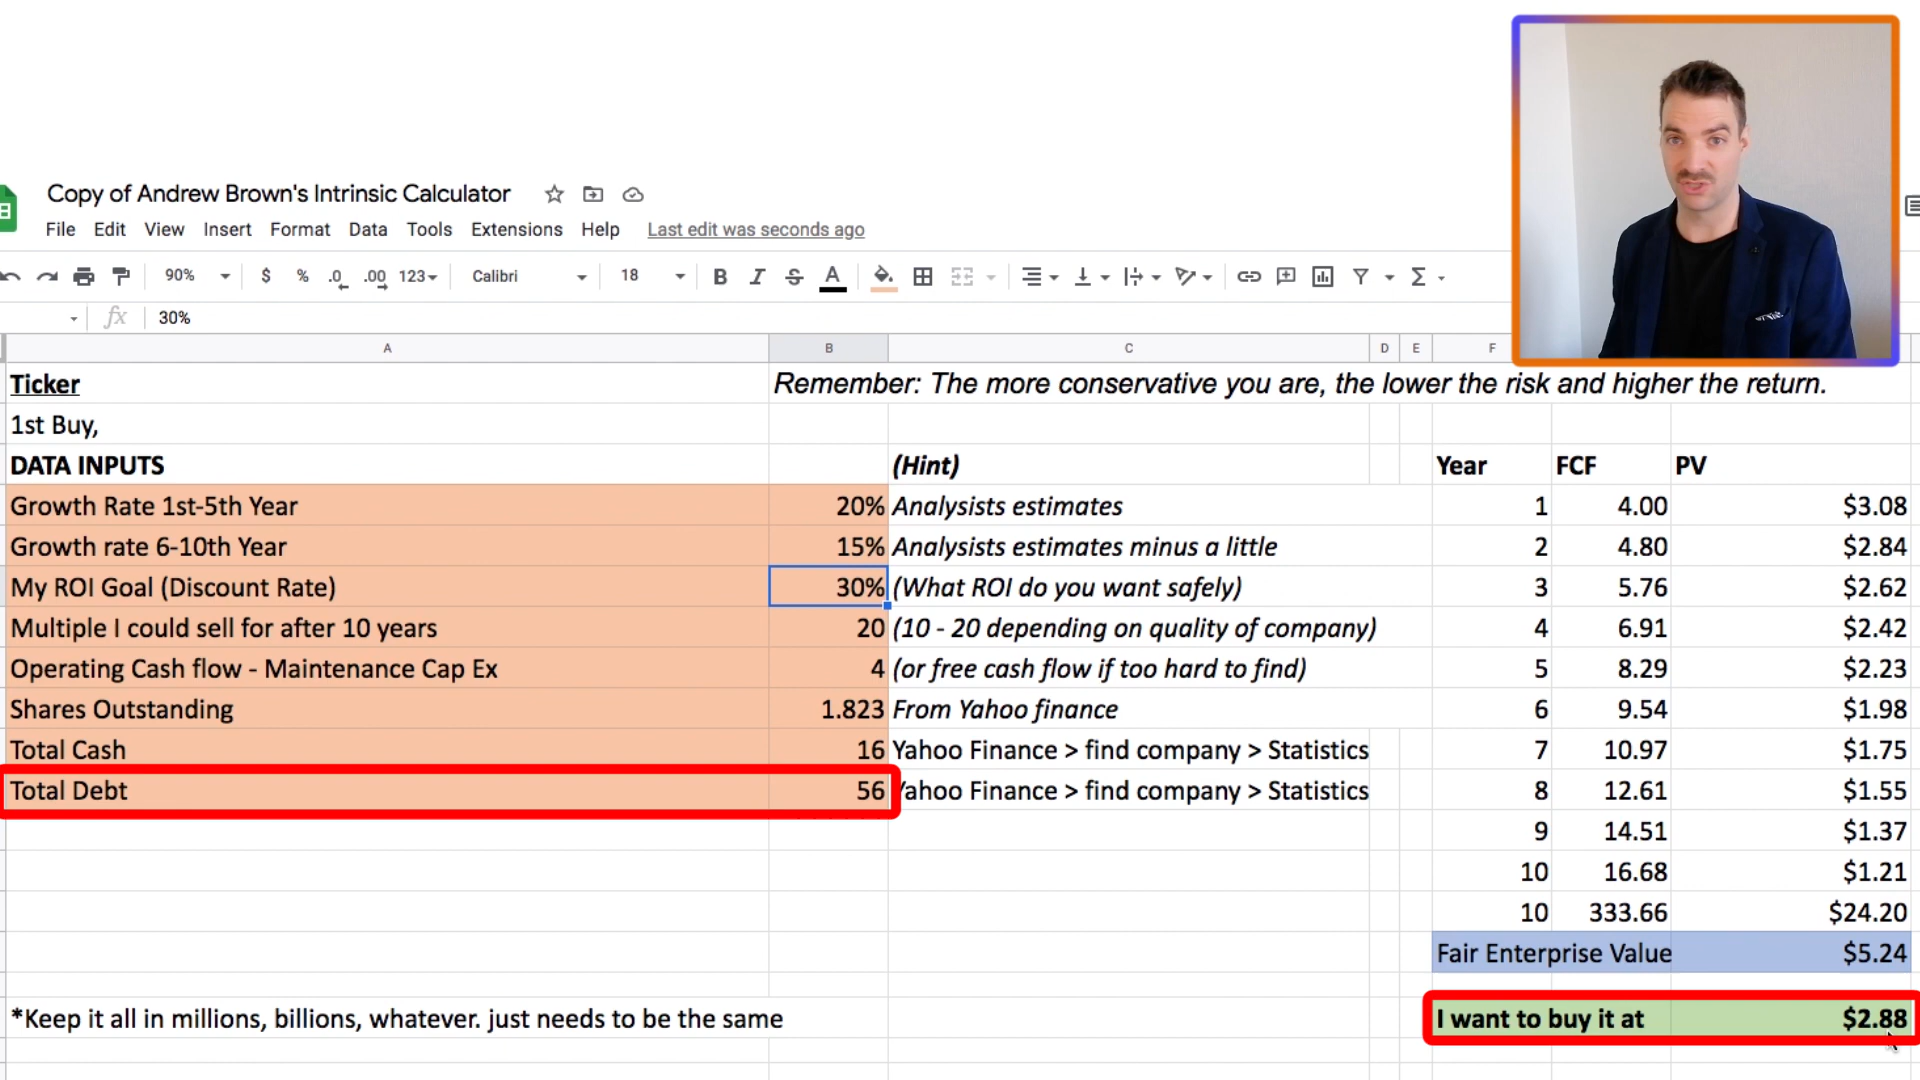 Copy of Andrew Brown's Intrinsic Calculator
File Edit View Insert Format Data Tools Extensions Help Last edit was seconds ago
90% $ % .0 .00 123 Calibri 18 B I S A
fx 30%
A B C D E F
Ticker Remember: The more conservative you are, the lower the risk and higher the return.
1st Buy,
DATA INPUTS (Hint) Year FCF PV
Growth Rate 1st-5th Year 20% Analysists estimates 1 4.00 $3.08
Growth rate 6-10th Year 15% Analysists estimates minus a little 2 4.80 $2.84
My ROI Goal (Discount Rate) 30% (What ROI do you want safely) 3 5.76 $2.62
Multiple I could sell for after 10 years 20 (10 - 20 depending on quality of company) 4 6.91 $2.42
Operating Cash flow - Maintenance Cap Ex 4 (or free cash flow if too hard to find) 5 8.29 $2.23
Shares Outstanding 1.823 From Yahoo finance 6 9.54 $1.98
Total Cash 16 Yahoo Finance > find company > Statistics 7 10.97 $1.75
Total Debt 56 Yahoo Finance > find company > Statistics 8 12.61 $1.55
9 14.51 $1.37
10 16.68 $1.21
10 333.66 $24.20
Fair Enterprise Value $5.24
*Keep it all in millions, billions, whatever. just needs to be the same I want to buy it at $2.88